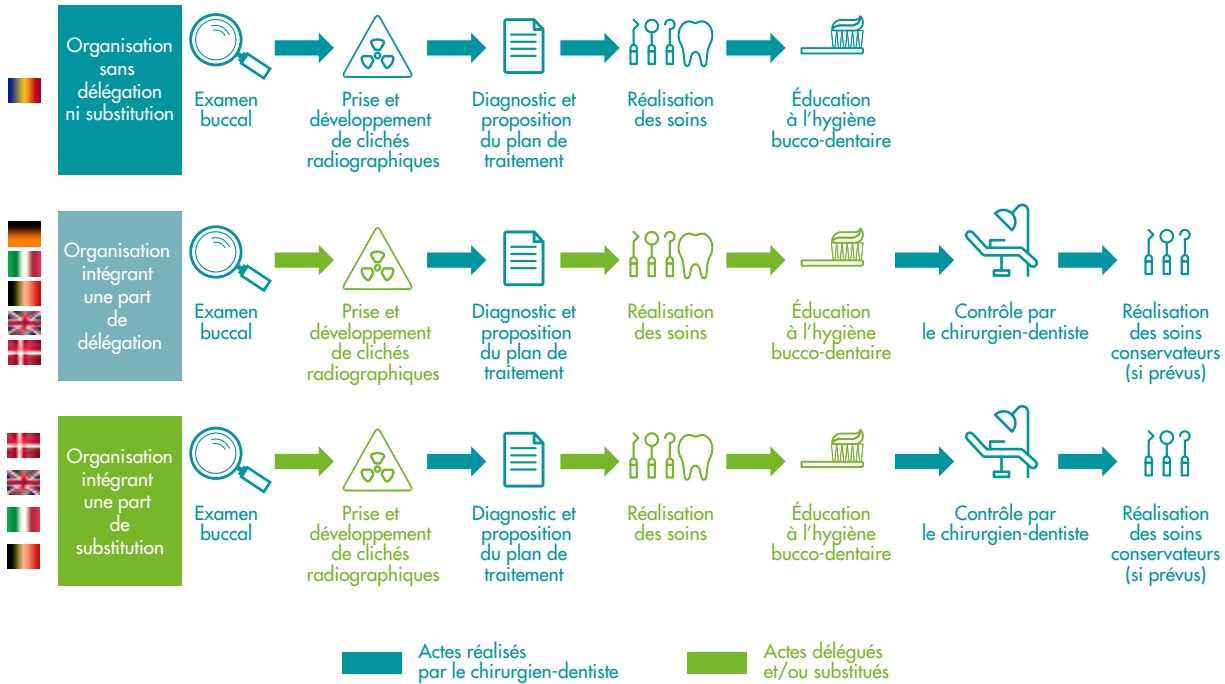 Organisation
sans
délégation
ni substitution
Examen
buccal
Prise et
développement
de clichés
radiographiques
Diagnostic et
proposition
du plan de
traitement
Réalisation
des soins
Éducation
à l'hygiène
bucco-dentaire
Organisation
intégrant
une part
de
délégation
Examen
buccal
Prise et
développement
de clichés
radiographiques
Diagnostic et
proposition
du plan de
traitement
Réalisation
des soins
Éducation
à l'hygiène
bucco-dentaire
Contrôle par
le chirurgien-dentiste
Réalisation
des soins
conservateurs
(si prévus)
Organisation
intégrant
une part
de
substitution
Examen
buccal
Prise et
développement
de clichés
radiographiques
Diagnostic et
proposition
du plan de
traitement
Réalisation
des soins
Éducation
à l'hygiène
bucco-dentaire
Contrôle par
le chirurgien-dentiste
Réalisation
des soins
conservateurs
(si prévus)
Actes réalisés
par le chirurgien-dentiste
Actes délégués
et/ou substitués